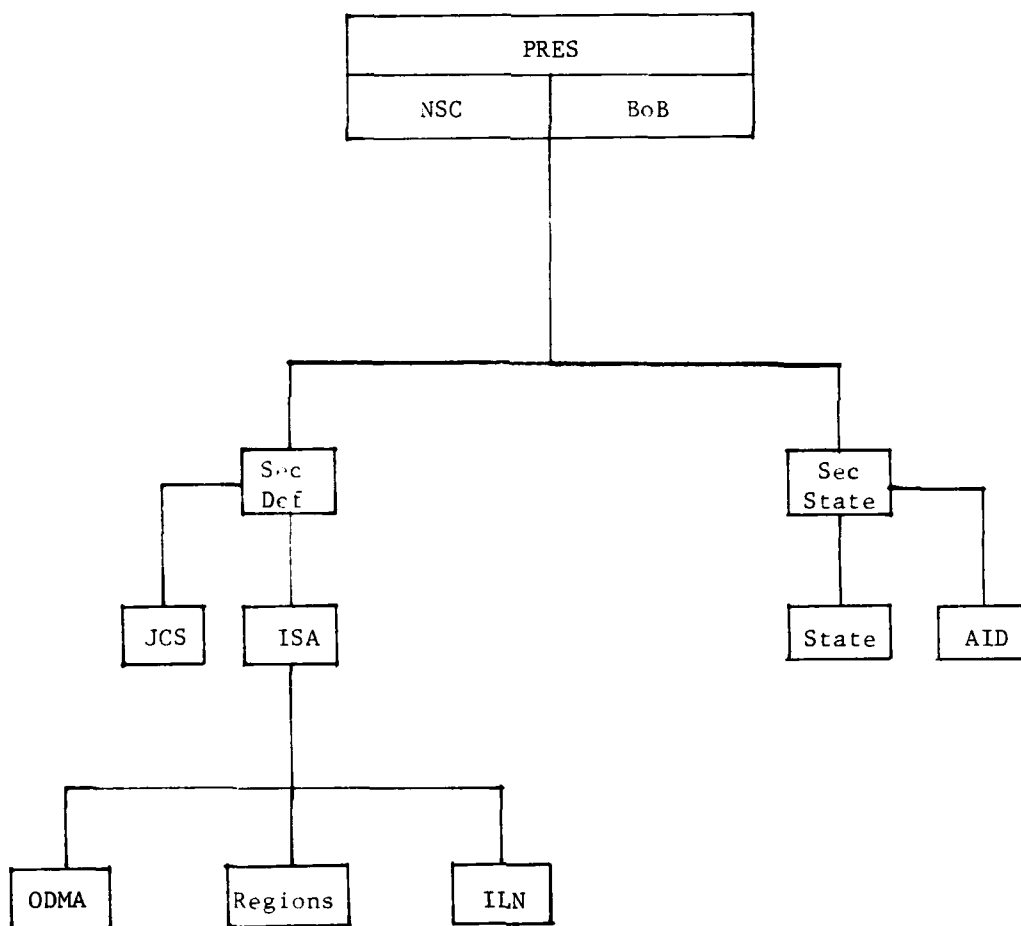 PRES
NSC BoB
Sec
Def
Sec
State
JCS ISA State AID
ODMA Regions ILN